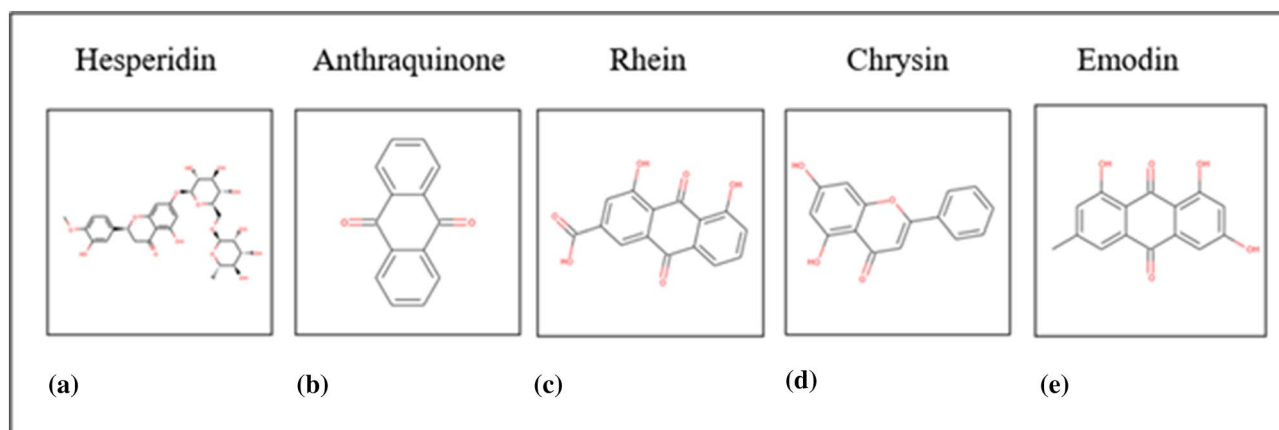 Hesperidin Anthraquinone Rhein Chrysin Emodin
(a) (b) (c) (d) (e)